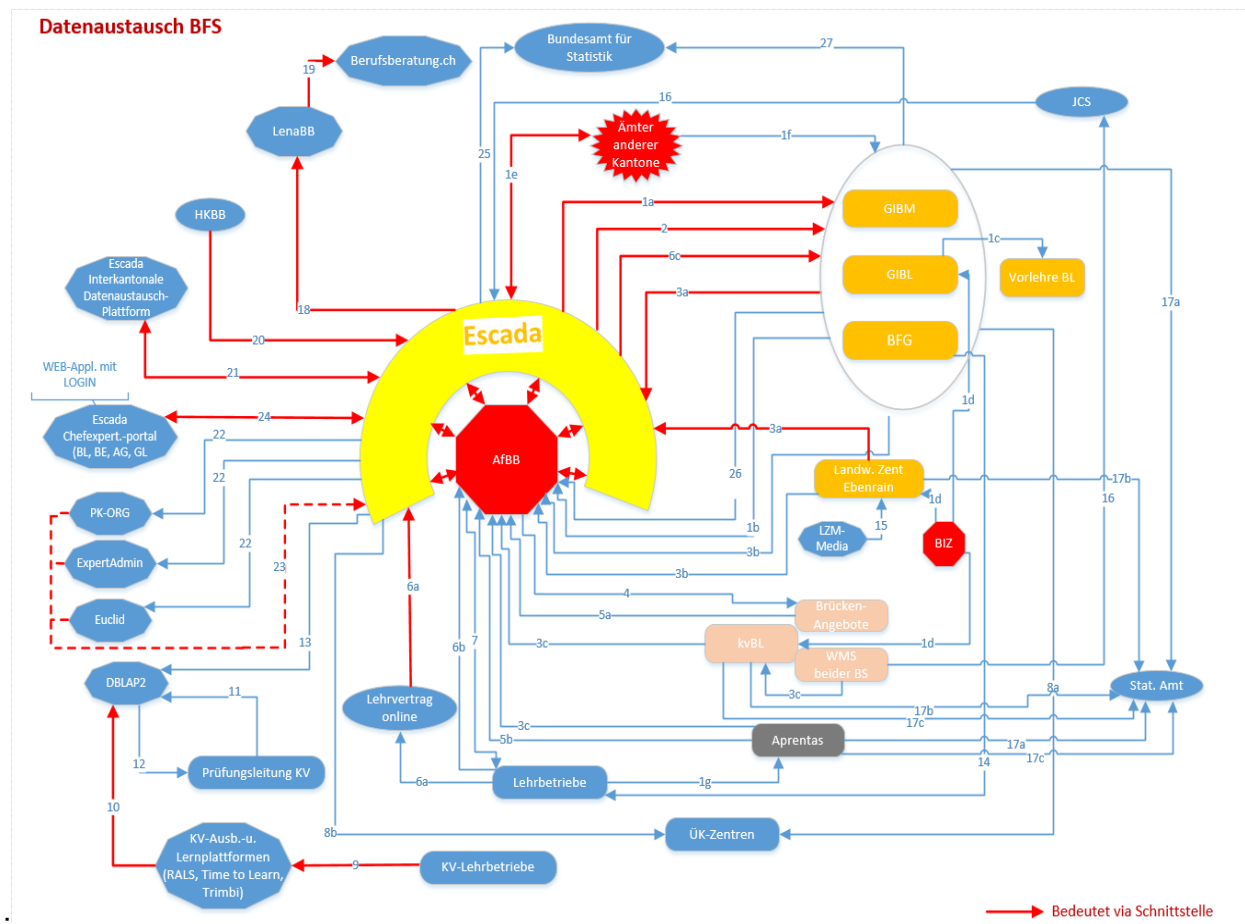 Datenaustausch BFS
Bundesamt für
Statistik
27
19
Berufsberatung.ch
16
JCS
LenaBB
25
Ämter
anderer
Kantone
1f
1e
HKBB
1a
GIBM
2
1c
6c
GIBL
Vorlehre BL
Escada
Interkantonale
Datenaustausch-
Plattform
3a
17a
18
Escada
BFG
20
WEB-Appl. mit
LOGIN
21
1d
24
Escada
Chefexpert.-portal
(BL, BE, AG, GL
3a
22
AfBB
26
Landw. Zent
Ebenrain
17b
22
1d
16
PK-ORG
1b
15
LZM-
Media
BIZ
22
3b
ExpertAdmin
23
3b
6a
4
Brücken-
Angebote
Euclid
5a
13
6b
7
3c
kvBL
1d
WMS
beider BS
DBLAP2
8a
Stat. Amt
11
3c
Lehrvertrag
online
17b
17c
3c
5b
Aprentas
17a
17c
12
Prüfungsleitung KV
14
6a
Lehrbetriebe
1g
10
8b
ÜK-Zentren
KV-Ausb.-u.
Lernplattformen
(RALS, Time to Learn,
Trimbi)
9
KV-Lehrbetriebe
Bedeutet via Schnittstelle
.